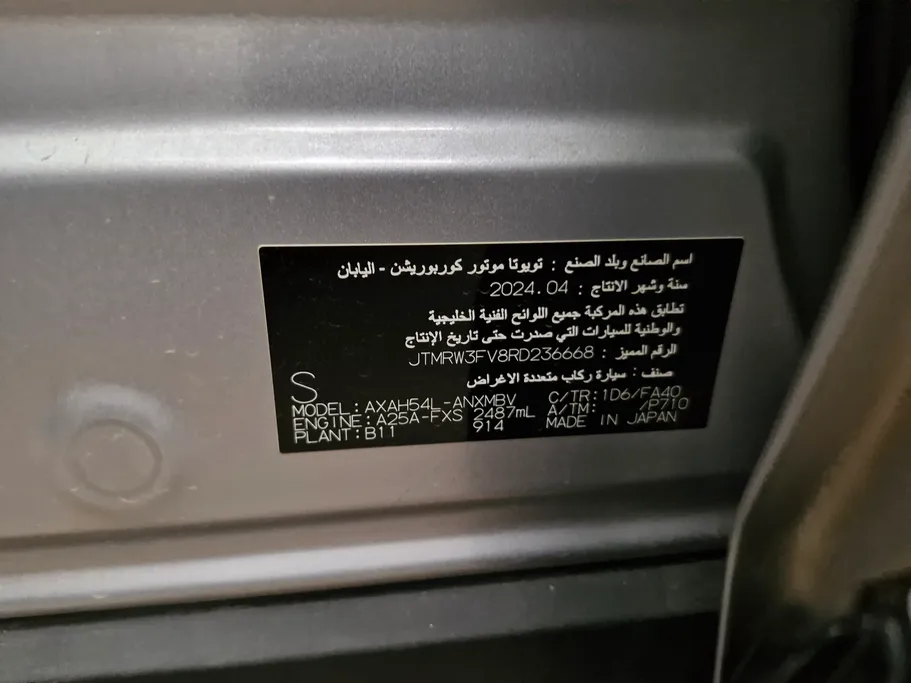 اسم الصانع وبلد الصنع : تويوتا موتور كوربوريشن - اليابان
سنة وشهر الانتاج : 2024.04
تطابق هذه المركبة جميع اللوائح الفنية الخليجية
والوطنية للسيارات التي صدرت حتى تاريخ الإنتاج
الرقم المميز : JTMRW3FV8RD236668
صنف : سيارة ركاب متعددة الاغراض
S
MODEL:AXAH54L-ANXMBV C/TR:1D6/FA40
ENGINE:A25A-FXS 2487mL A/TM: /P710
PLANT:B11 914 MADE IN JAPAN